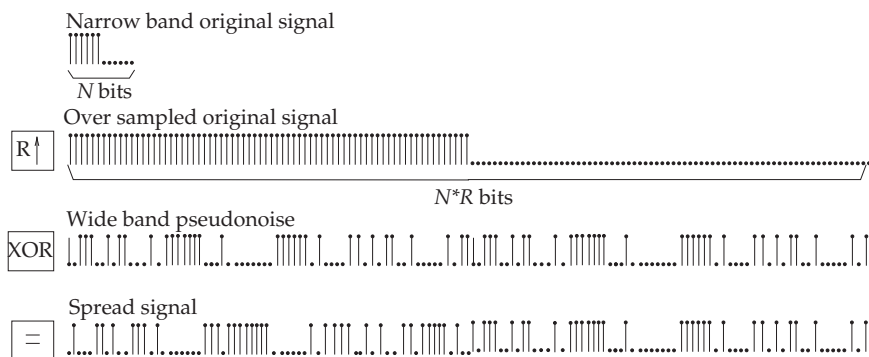 Narrow band original signal
N bits
Over sampled original signal
R↑
N*R bits
Wide band pseudonoise
XOR
Spread signal
=